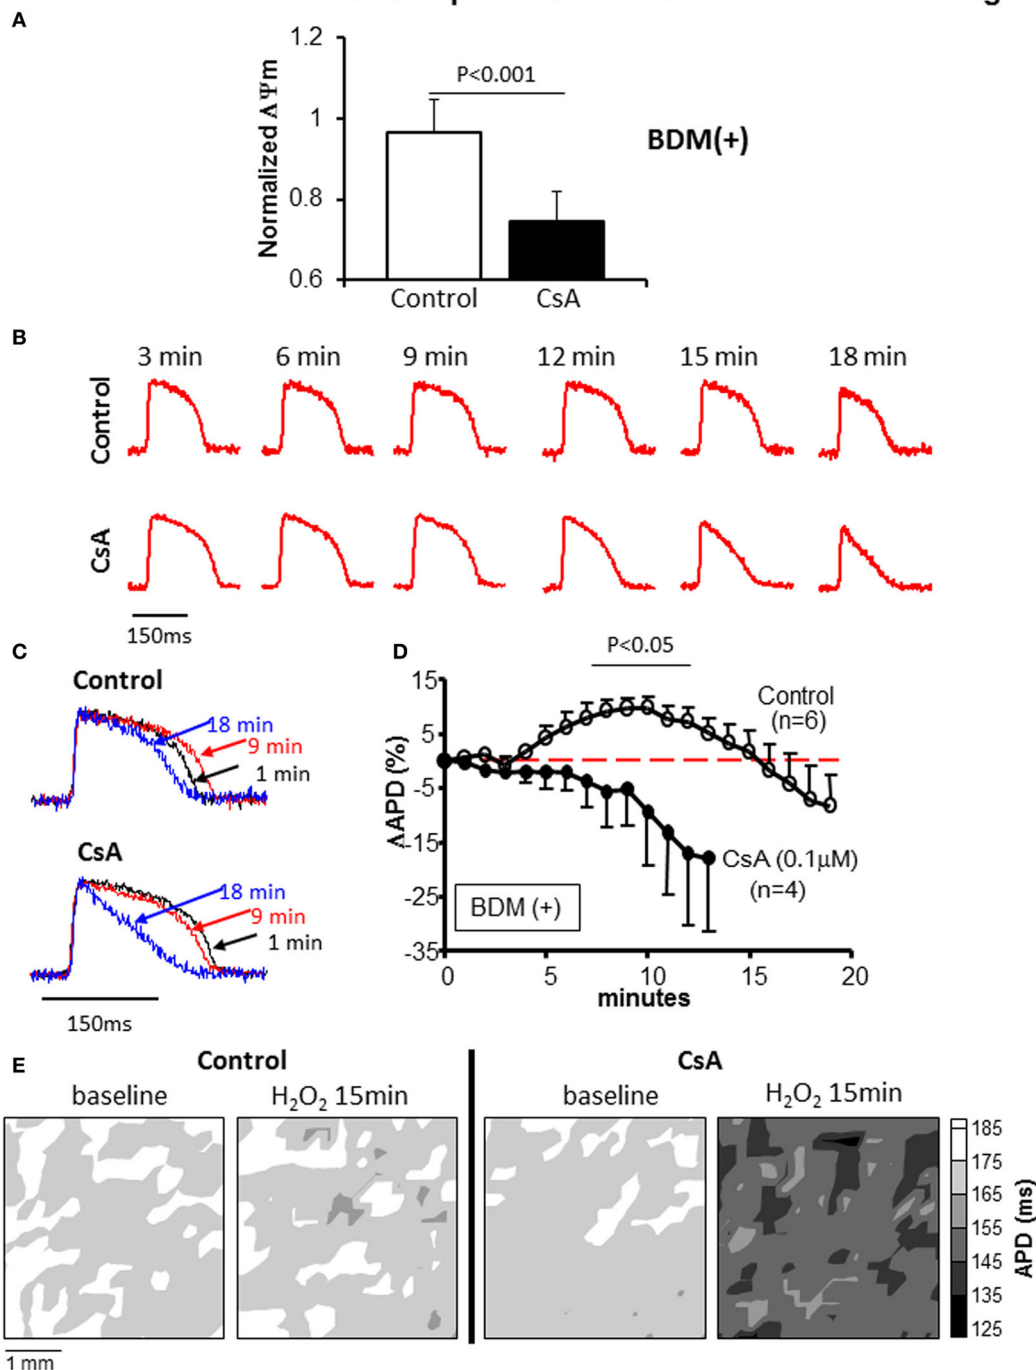 A
1.2
1
0.8
0.6
Normalized ΔΨm
P<0.001
BDM(+)
Control
CsA
B
3 min
6 min
9 min
12 min
15 min
18 min
Control
CsA
150ms
C
Control
18 min
9 min
1 min
CsA
18 min
9 min
1 min
150ms
D
P<0.05
15
5
-5
-15
-25
-35
ΔAPD (%)
Control
(n=6)
CsA (0.1µM)
(n=4)
BDM (+)
0
5
10
15
20
minutes
E
Control
CsA
baseline
H₂O₂ 15min
baseline
H₂O₂ 15min
185
175
165
155
145
135
125
APD (ms)
1 mm